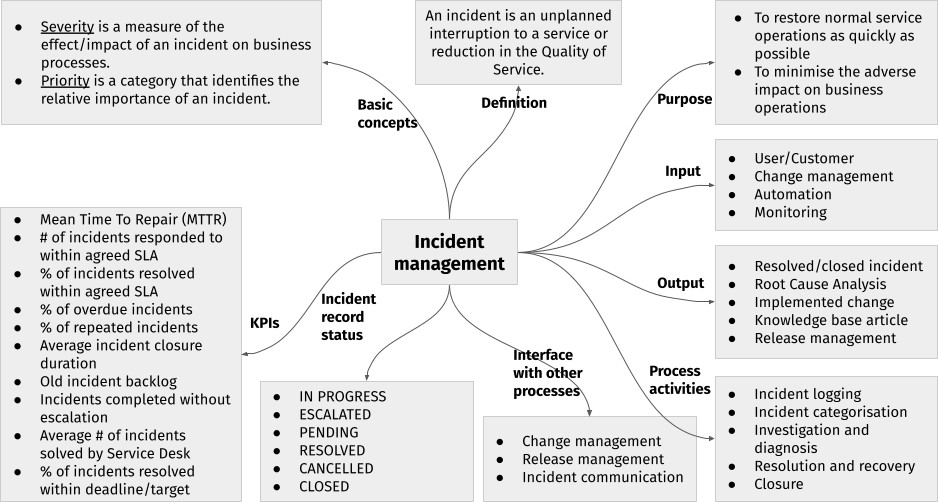 ● Severity is a measure of the
effect/impact of an incident on business
processes.
● Priority is a category that identifies the
relative importance of an incident.
An incident is an unplanned
interruption to a service or
reduction in the Quality of
Service.
● To restore normal service
operations as quickly as
possible
● To minimise the adverse
impact on business
operations
Basic
concepts
Definition
Purpose
Input
● User/Customer
● Change management
● Automation
● Monitoring
Incident
management
● Mean Time To Repair (MTTR)
● # of incidents responded to
within agreed SLA
● % of incidents resolved
within agreed SLA
● % of overdue incidents
● % of repeated incidents
● Average incident closure
duration
● Old incident backlog
● Incidents completed without
escalation
● Average # of incidents
solved by Service Desk
● % of incidents resolved
within deadline/target
KPIs
Incident
record
status
Output
● Resolved/closed incident
● Root Cause Analysis
● Implemented change
● Knowledge base article
● Release management
● IN PROGRESS
● ESCALATED
● PENDING
● RESOLVED
● CANCELLED
● CLOSED
Interface
with other
processes
● Change management
● Release management
● Incident communication
Process
activities
● Incident logging
● Incident categorisation
● Investigation and
diagnosis
● Resolution and recovery
● Closure